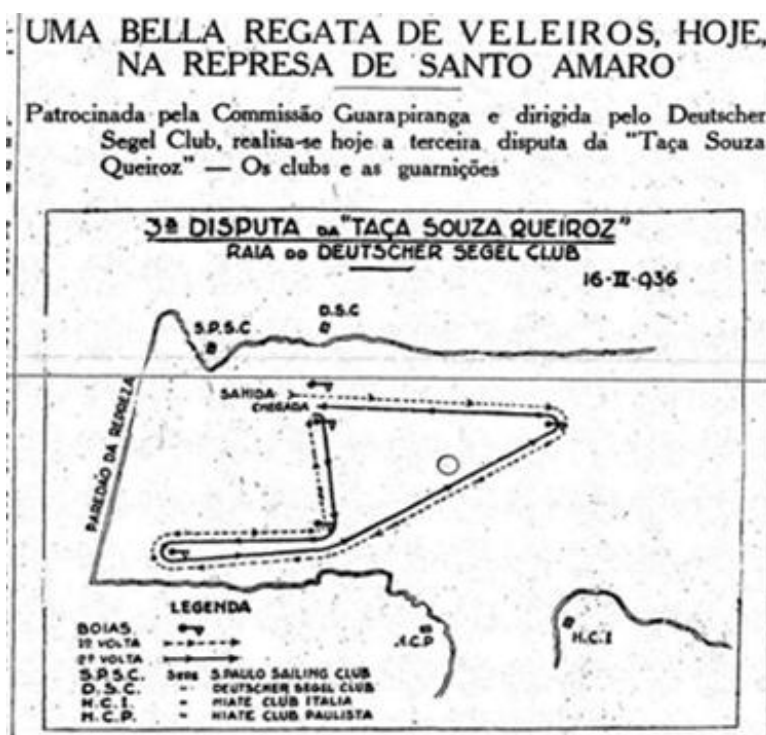 UMA BELLA REGATA DE VELEIROS, HOJE,
NA REPRESA DE SANTO AMARO
Patrocinada pela Commissão Guarapiranga e dirigida pelo Deutscher
Segel Club, realisa-se hoje a terceira disputa da "Taça Souza
Queiroz" — Os clubs e as guarnições
3ª DISPUTA DA "TAÇA SOUZA QUEIROZ"
RAIA DO DEUTSCHER SEGEL CLUB
16-II-936
D.S.C
S.P.S.C
SAHIDA
CHEGADA
PAREDÃO DA REPREZA
H.C.I
LEGENDA
BOIAS
1ª VOLTA
2ª VOLTA
S.P.S.C. Séde S.PAULO SAILING CLUB
D.S.C. " DEUTSCHER SEGEL CLUB
H.C.I. " HIATE CLUB ITALIA
H.C.P. " HIATE CLUB PAULISTA